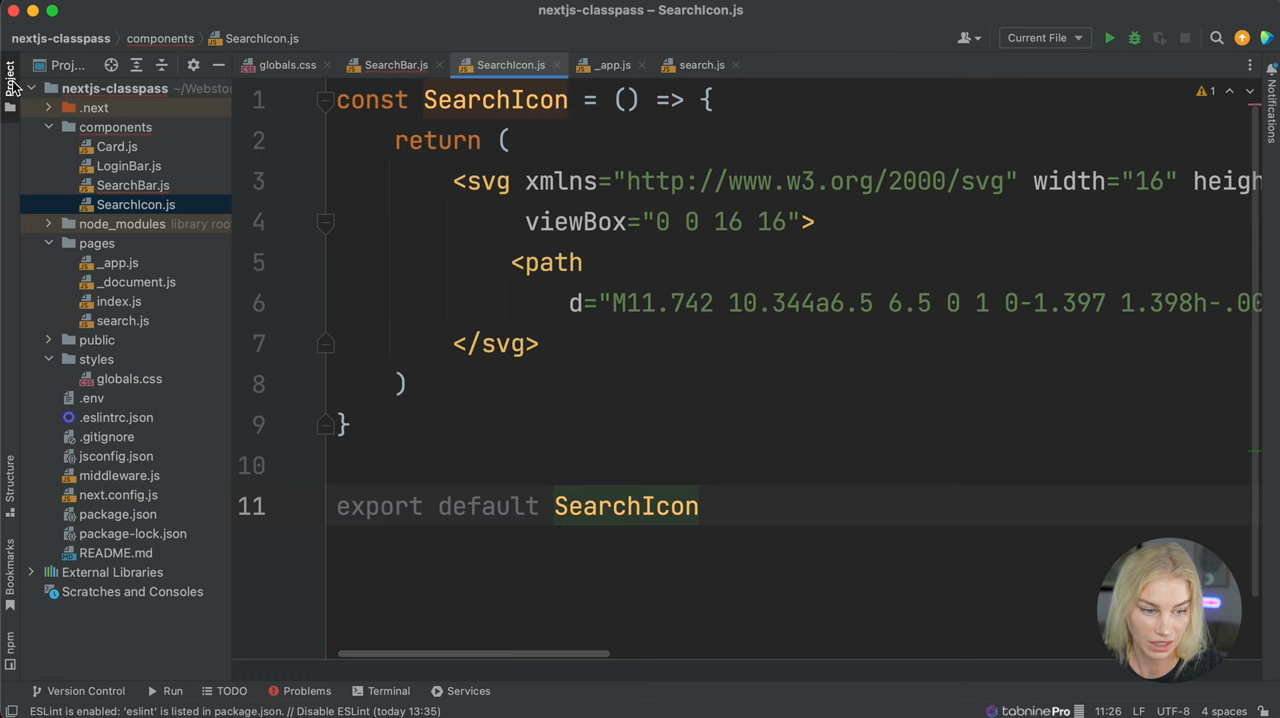 nextjs-classpass – SearchIcon.js
nextjs-classpass
components
SearchIcon.js
Current File
Project
Proj...
globals.css
SearchBar.js
SearchIcon.js
_app.js
search.js
Notifications
nextjs-classpass ~/Webstor
.next
components
Card.js
LoginBar.js
SearchBar.js
SearchIcon.js
node_modules library roo
pages
_app.js
_document.js
index.js
search.js
public
styles
globals.css
.env
.eslintrc.json
.gitignore
jsconfig.json
middleware.js
next.config.js
package.json
package-lock.json
README.md
External Libraries
Scratches and Consoles
Structure
Bookmarks
npm
1
1 const SearchIcon = () => {
2 return (
3 <svg xmlns="http://www.w3.org/2000/svg" width="16" heigh
4 viewBox="0 0 16 16">
5 <path
6 d="M11.742 10.344a6.5 6.5 0 1 0-1.397 1.398h-.00
7 </svg>
8 )
9 }
10
11 export default SearchIcon
Version Control
Run
TODO
Problems
Terminal
Services
ESLint is enabled: 'eslint' is listed in package.json. // Disable ESLint (today 13:35)
tabnine Pro
11:26
LF
UTF-8
4 spaces